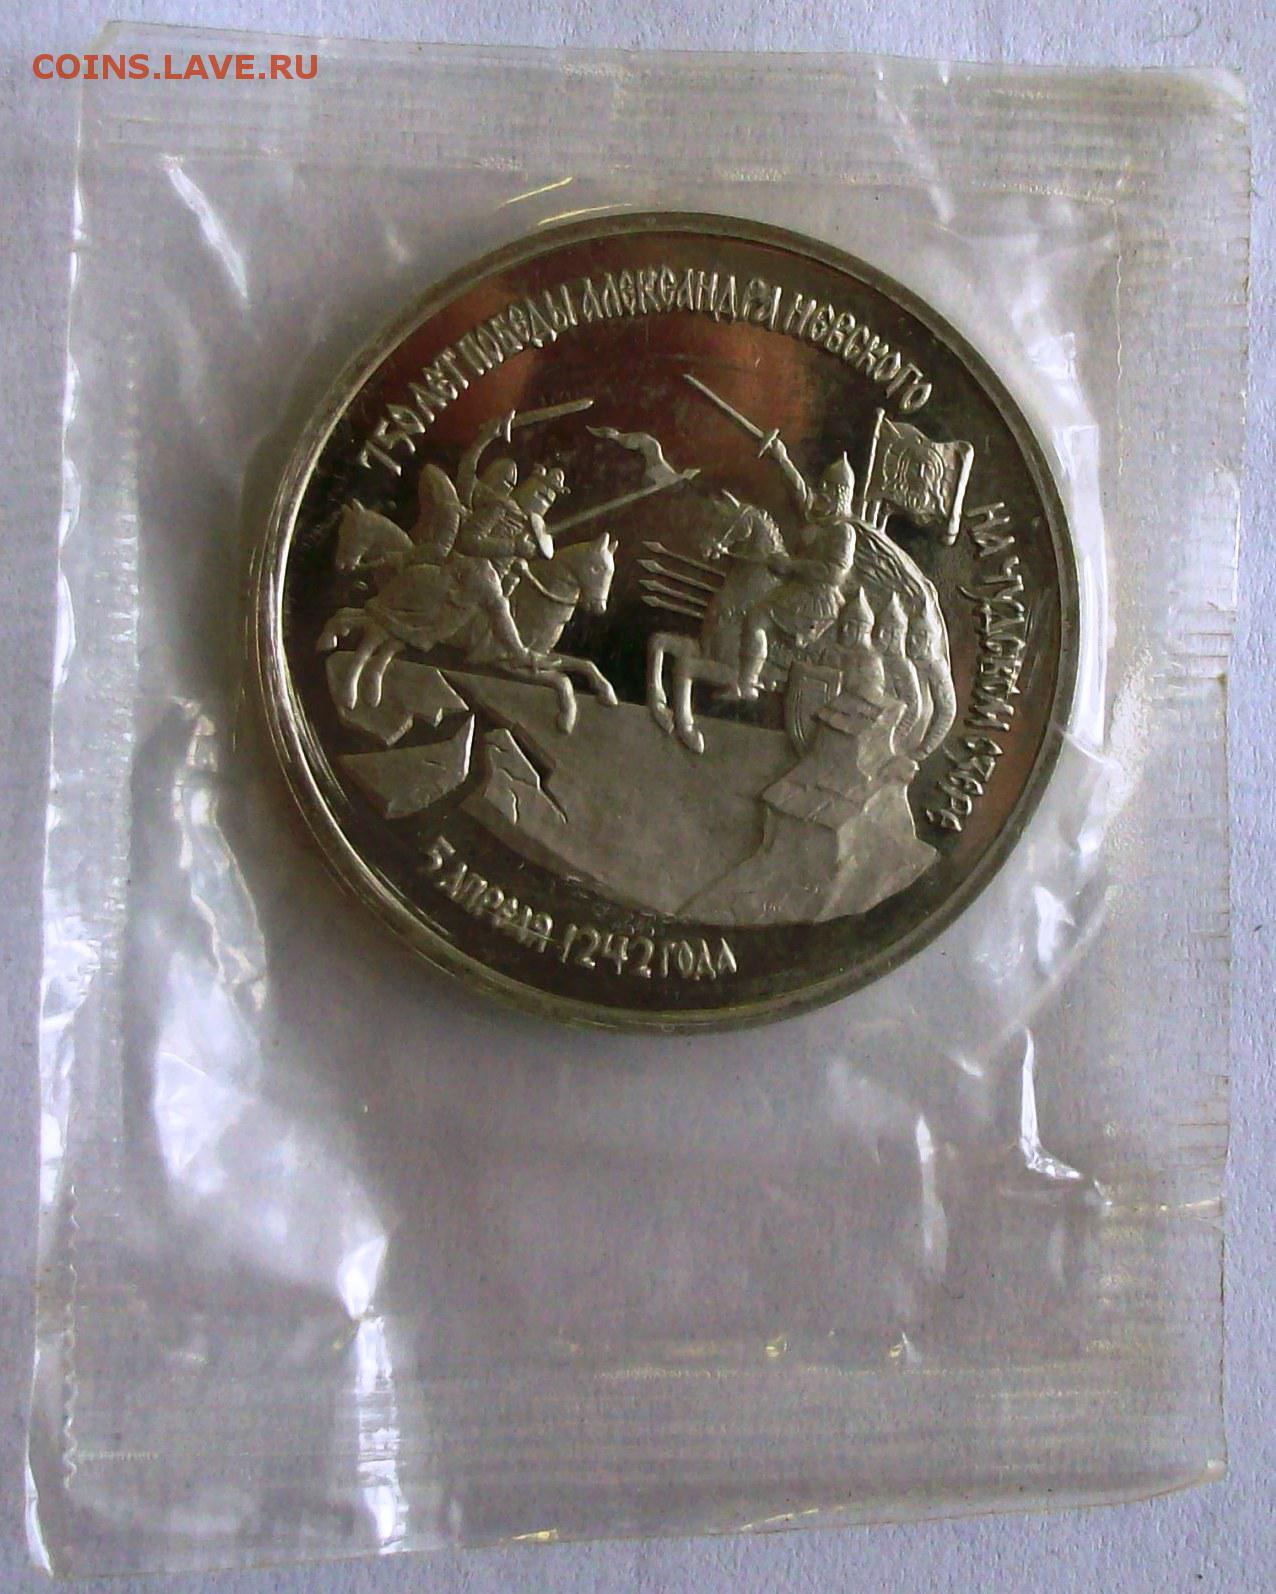 COINS.LAVE.RU
750 ЛЕТ ПОБЕДЫ АЛЕКСАНДРА НЕВСКОГО
НА ЧУДСКОМ ОЗЕРЕ
5 АПРЕЛЯ 1242 ГОДА